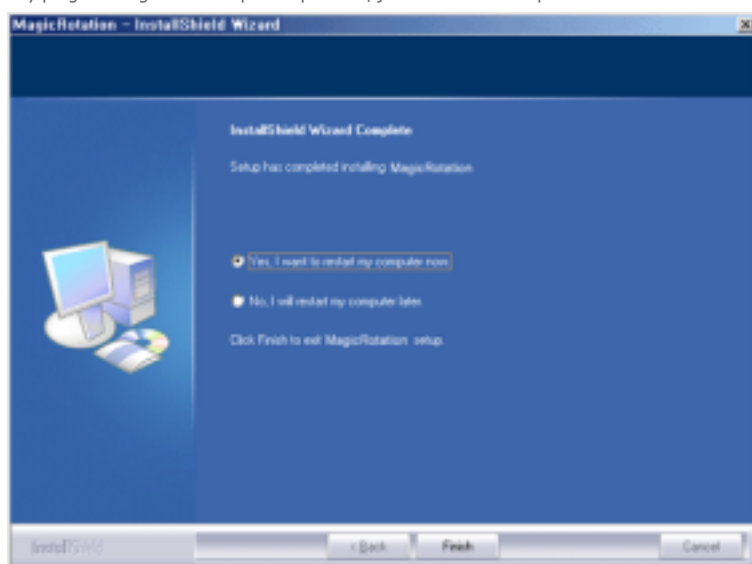 MagicRotation - InstallShield Wizard
InstallShield Wizard Complete
Setup has completed installing MagicRotation
Yes, I want to restart my computer now.
No, I will restart my computer later.
Click Finish to exit MagicRotation setup.
InstallShield
< Back
Finish
Cancel